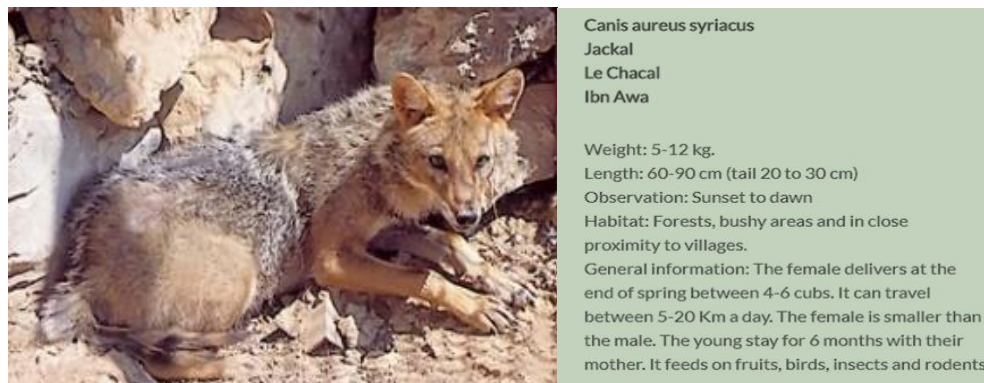 Canis aureus syriacus
Jackal
Le Chacal
Ibn Awa
Weight: 5-12 kg.
Length: 60-90 cm (tail 20 to 30 cm)
Observation: Sunset to dawn
Habitat: Forests, bushy areas and in close
proximity to villages.
General information: The female delivers at the
end of spring between 4-6 cubs. It can travel
between 5-20 Km a day. The female is smaller than
the male. The young stay for 6 months with their
mother. It feeds on fruits, birds, insects and rodents